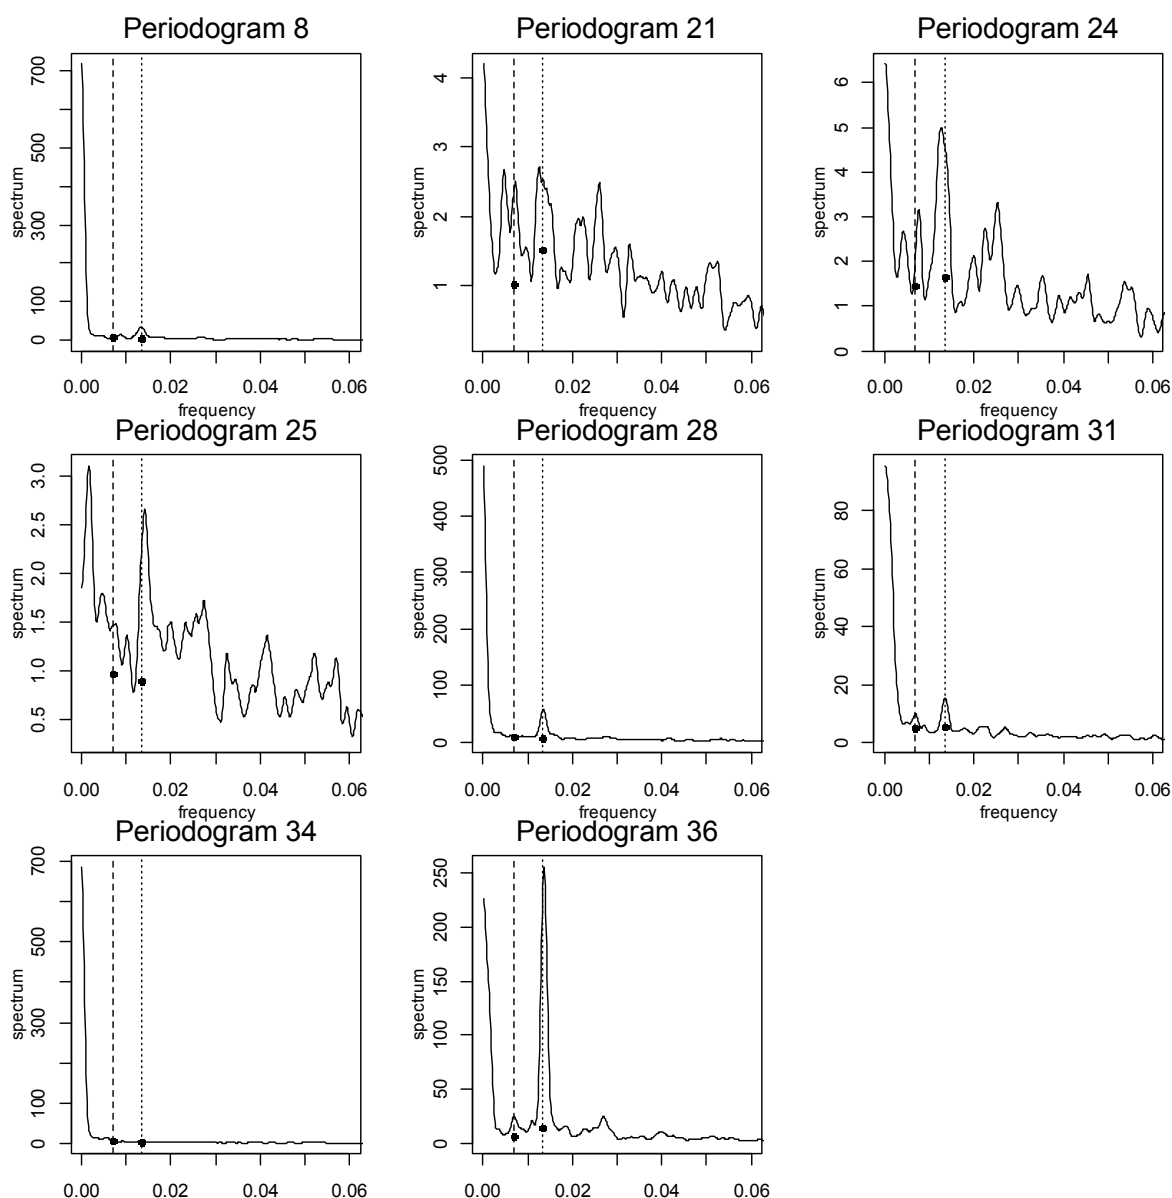 Periodogram 8
Periodogram 21
Periodogram 24
700
500
300
100
0
spectrum
0.00 0.02 0.04 0.06
frequency
4
3
2
1
spectrum
0.00 0.02 0.04 0.06
frequency
6
5
4
3
2
1
0
spectrum
0.00 0.02 0.04 0.06
frequency
Periodogram 25
Periodogram 28
Periodogram 31
3.0
2.5
2.0
1.5
1.0
0.5
spectrum
0.00 0.02 0.04 0.06
frequency
500
400
300
200
100
0
spectrum
0.00 0.02 0.04 0.06
frequency
80
60
40
20
0
spectrum
0.00 0.02 0.04 0.06
frequency
Periodogram 34
Periodogram 36
700
500
300
100
0
spectrum
0.00 0.02 0.04 0.06
250
200
150
100
50
0
spectrum
0.00 0.02 0.04 0.06